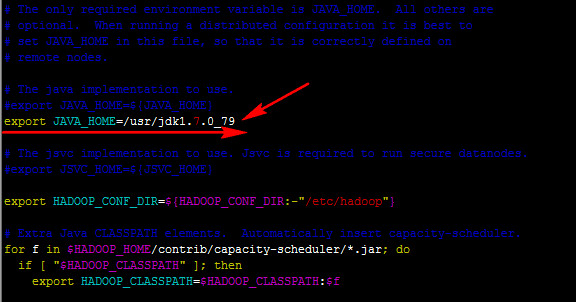 # The only required environment variable is JAVA_HOME.  All others are
# optional.  When running a distributed configuration it is best to
# set JAVA_HOME in this file, so that it is correctly defined on
# remote nodes.
# The java implementation to use.
#export JAVA_HOME=${JAVA_HOME}
export JAVA_HOME=/usr/jdk1.7.0_79
# The jsvc implementation to use. Jsvc is required to run secure datanodes.
#export JSVC_HOME=${JSVC_HOME}
export HADOOP_CONF_DIR=${HADOOP_CONF_DIR:-"/etc/hadoop"}
# Extra Java CLASSPATH elements.  Automatically insert capacity-scheduler.
for f in $HADOOP_HOME/contrib/capacity-scheduler/*.jar; do
  if [ "$HADOOP_CLASSPATH" ]; then
    export HADOOP_CLASSPATH=$HADOOP_CLASSPATH:$f